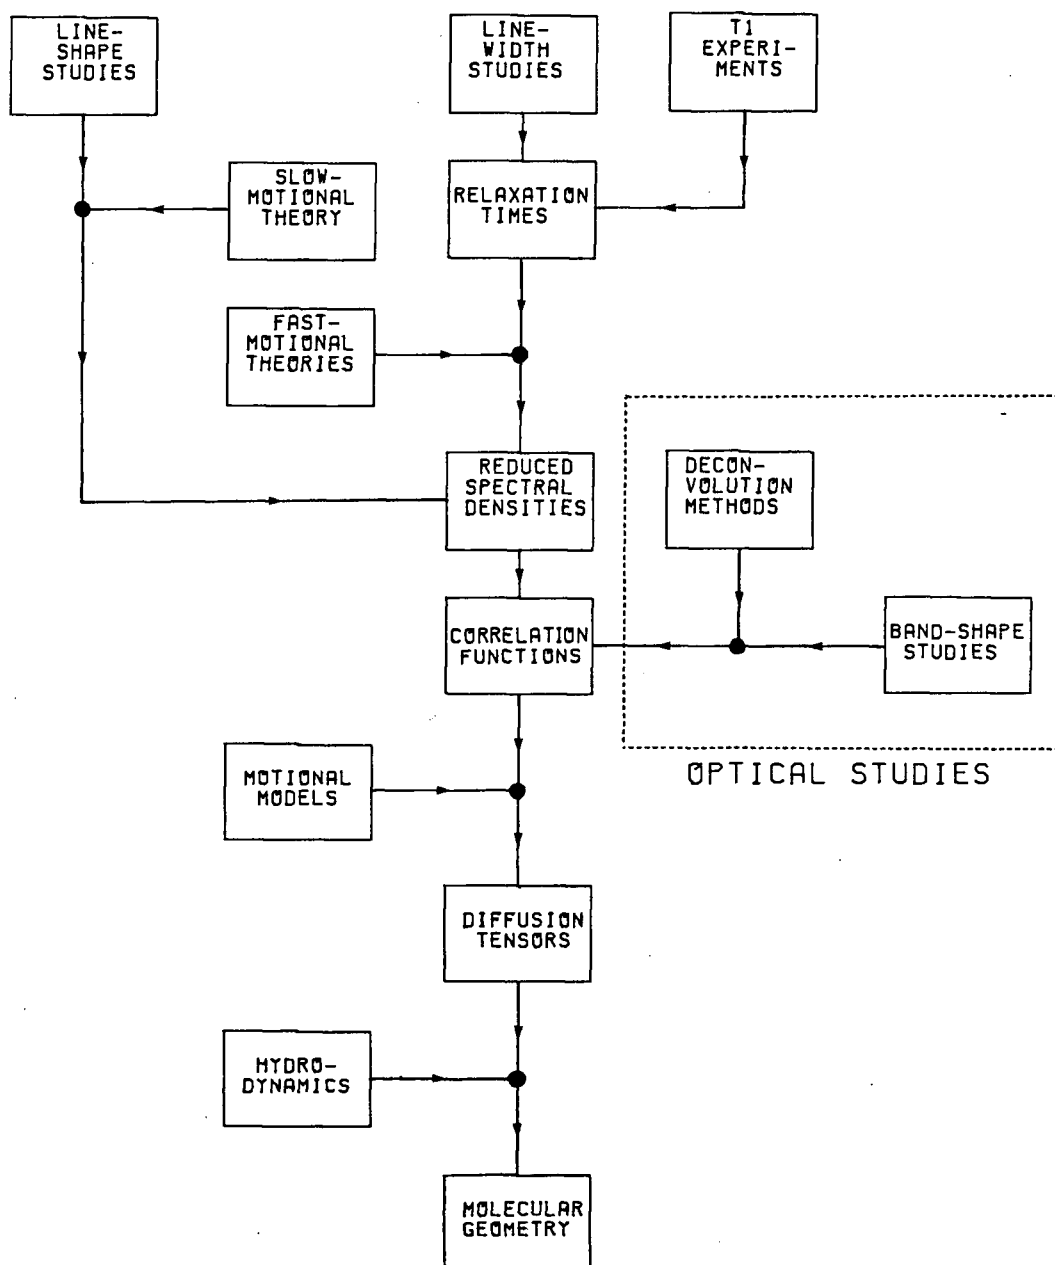 LINE-
SHAPE
STUDIES
LINE-
WIDTH
STUDIES
T1
EXPERI-
MENTS
SLOW-
MOTIONAL
THEORY
RELAXATION
TIMES
FAST-
MOTIONAL
THEORIES
REDUCED
SPECTRAL
DENSITIES
DECON-
VOLUTION
METHODS
CORRELATION
FUNCTIONS
BAND-SHAPE
STUDIES
OPTICAL STUDIES
MOTIONAL
MODELS
DIFFUSION
TENSORS
HYDRO-
DYNAMICS
MOLECULAR
GEOMETRY